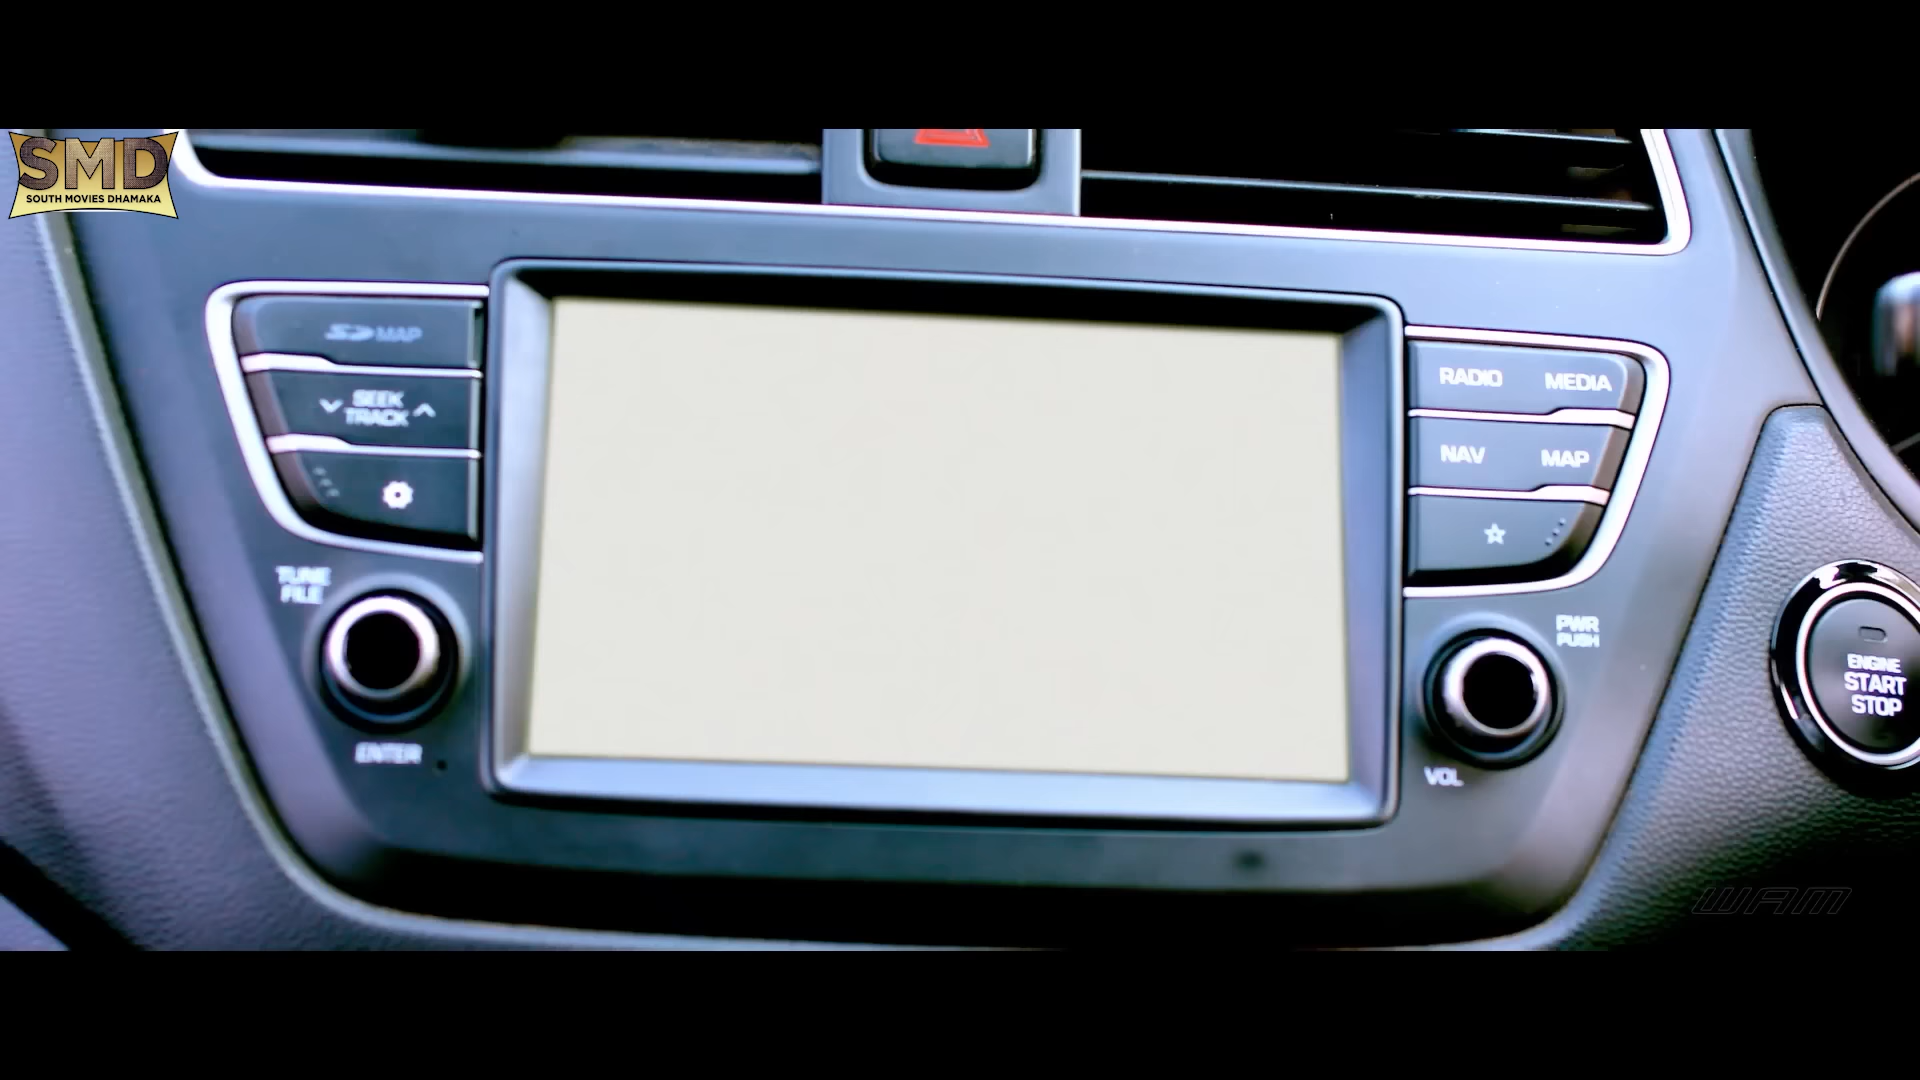 SMD
SOUTH MOVIES DHAMAKA
SD MAP
SEEK
TRACK
RADIO MEDIA
NAV MAP
TUNE
FILE
ENTER
PWR
PUSH
VOL
ENGINE
START
STOP
WAM